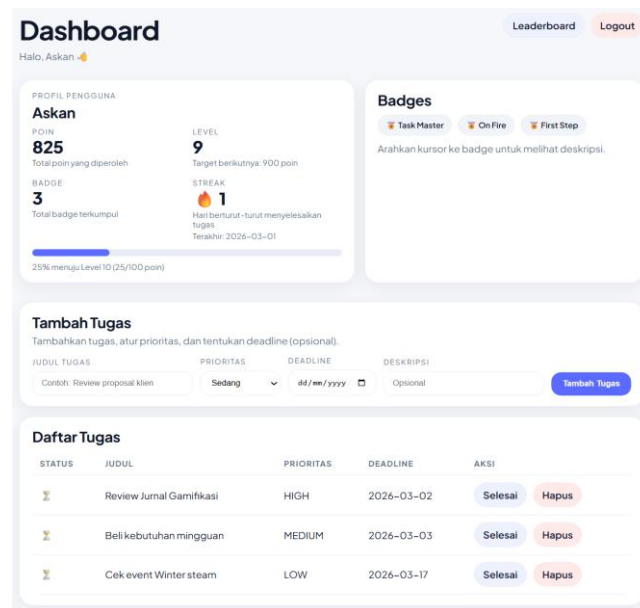 Dashboard
Leaderboard
Logout
Halo, Askan 👋
PROFIL PENGGUNA
Askan
POIN
825
Total poin yang diperoleh
LEVEL
9
Target berikutnya: 900 poin
BADGE
3
Total badge terkumpul
STREAK
🔥 1
Hari berturut-turut menyelesaikan
tugas
Terakhir: 2026-03-01
25% menuju Level 10 (25/100 poin)
Badges
Task Master
On Fire
First Step
Arahkan kursor ke badge untuk melihat deskripsi.
Tambah Tugas
Tambahkan tugas, atur prioritas, dan tentukan deadline (opsional).
JUDUL TUGAS
PRIORITAS
DEADLINE
DESKRIPSI
Contoh: Review proposal klien
Sedang
dd/mm/yyyy
Opsional
Tambah Tugas
Daftar Tugas
STATUS JUDUL PRIORITAS DEADLINE AKSI
Review Jurnal Gamifikasi HIGH 2026-03-02 Selesai Hapus
Beli kebutuhan mingguan MEDIUM 2026-03-03 Selesai Hapus
Cek event Winter steam LOW 2026-03-17 Selesai Hapus